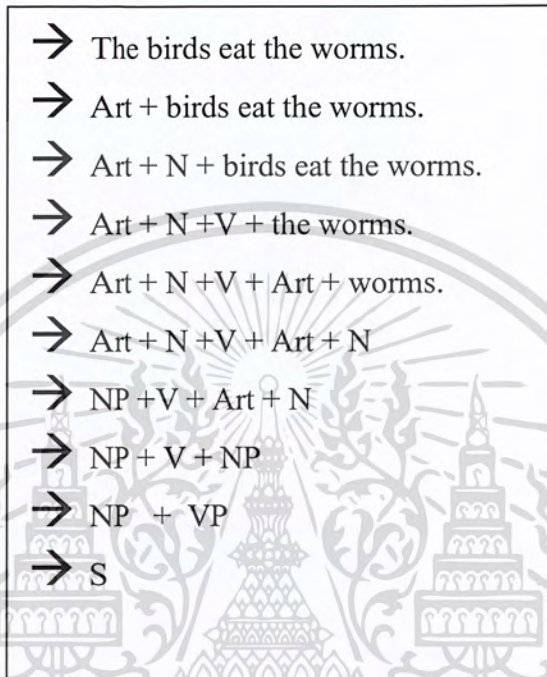 → The birds eat the worms.
→ Art + birds eat the worms.
→ Art + N + birds eat the worms.
→ Art + N +V + the worms.
→ Art + N +V + Art + worms.
→ Art + N +V + Art + N
→ NP +V + Art + N
→ NP + V + NP
→ NP + VP
→ S